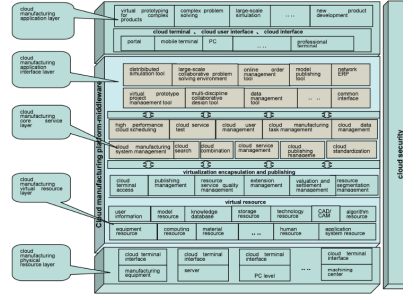 cloud
manufacturing
application layer
virtual prototyping
for complex
products
complex problem
solving
large-scale
simulation
.. ..
new product
development
cloud terminal 、 cloud user interface 、 cloud interface
portal
mobile terminal
PC
.. ..
professional
terminal
cloud
manufacturing
application
interface layer
distributed
simulation tool
large-scale
collaborative problem
solving environment
online order
management
tool
model
publishing
tool
network
ERP
virtual prototype
project management tool
multi-discipline
collaborative
design tool
data
management
tool
.. ..
common
interface
cloud
manufacturing
core service
layer
high performance
cloud scheduling
cloud service
test
cloud user
management
cloud manufacturing
task management
cloud data
management
cloud manufacturing
system management
cloud
search
cloud
combination
cloud service
management
cloud
publishing
cloud
standardization
virtualization encapsulation and publishing
cloud
manufacturing
virtual resource
layer
cloud terminal
access
publishing
management
resource
service quality
management
extension
management
valuation and
settlement
management
resource
segmentation
management
virtual resource
user
information
model
resource
knowledge
database
storage
resource
technology
resource
CAD/
CAM
algorithm
resource
equipment
resource
computing
resource
material
resource
.. ..
human
resource
application
system resource
cloud
manufacturing
physical
resource layer
cloud terminal
interface
manufacturing
equipment
cloud terminal
interface
server
cloud terminal
interface
PC level
.. ..
cloud terminal
interface
machining
center
Cloud manufacturing platform-middleware
cloud security